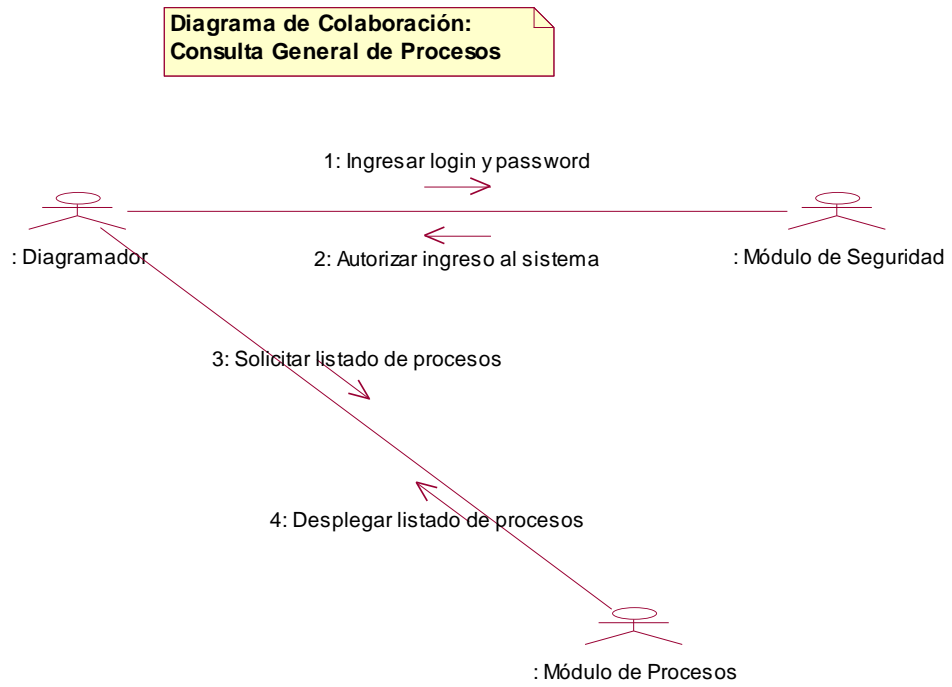 Diagrama de Colaboración:
Consulta General de Procesos
1: Ingresar login y password
: Diagramador
2: Autorizar ingreso al sistema
: Módulo de Seguridad
3: Solicitar listado de procesos
4: Desplegar listado de procesos
: Módulo de Procesos